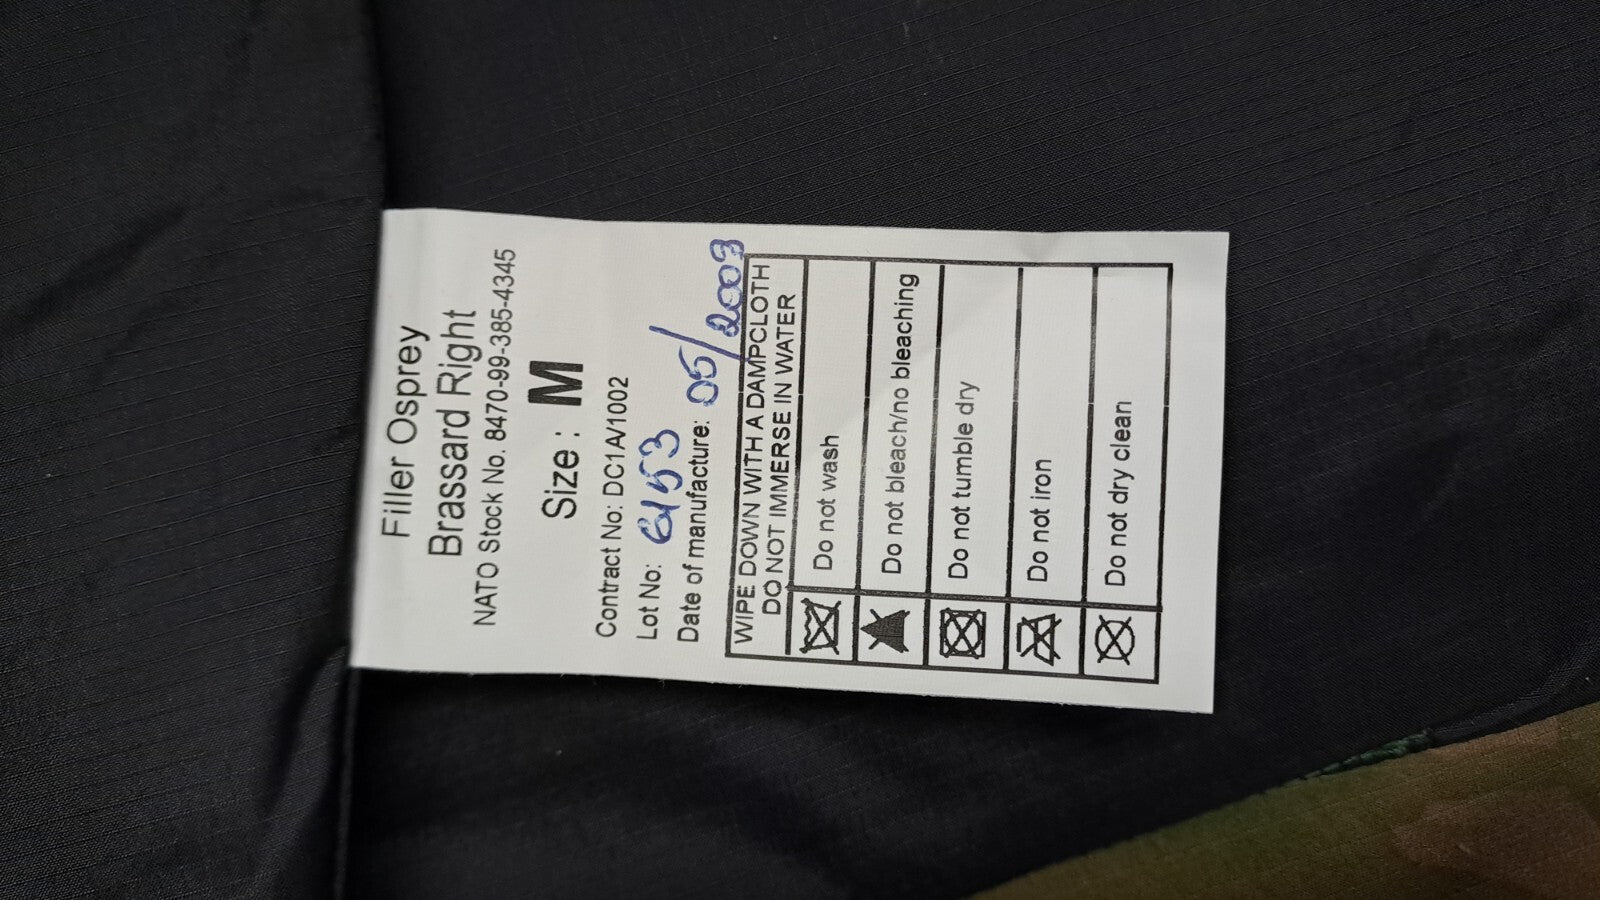 Filler Osprey
Brassard Right
NATO Stock No. 8470-99-385-4345
Size : M
Contract No: DC1A/1002
Lot No: 6153
Date of manufacture: 05/2003
WIPE DOWN WITH A DAMPCLOTH
DO NOT IMMERSE IN WATER
Do not wash
Do not bleach/no bleaching
Do not tumble dry
Do not iron
Do not dry clean